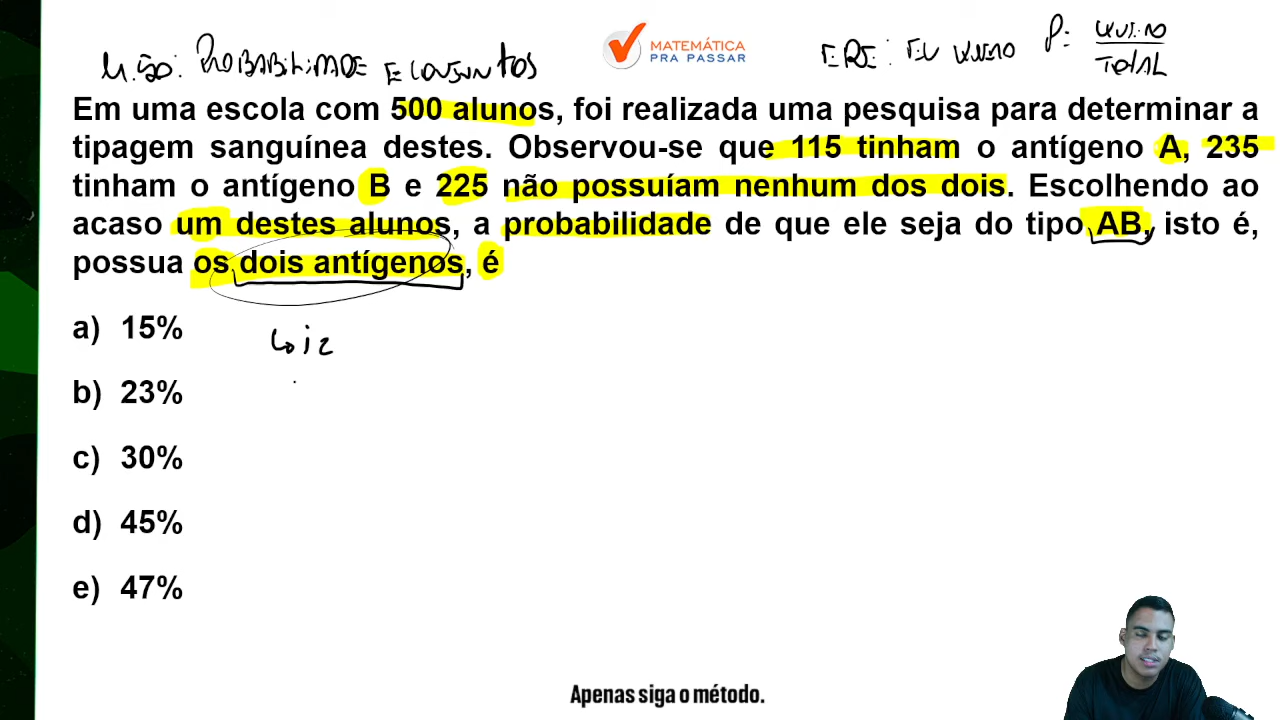 MATEMÁTICA
PRA PASSAR
P= QUERO
TOTAL
Em uma escola com 500 alunos, foi realizada uma pesquisa para determinar a
tipagem sanguínea destes. Observou-se que 115 tinham o antígeno A, 235
tinham o antígeno B e 225 não possuíam nenhum dos dois. Escolhendo ao
acaso um destes alunos, a probabilidade de que ele seja do tipo AB, isto é,
possua os dois antígenos, é
a) 15%
b) 23%
c) 30%
d) 45%
e) 47%
Apenas siga o método.